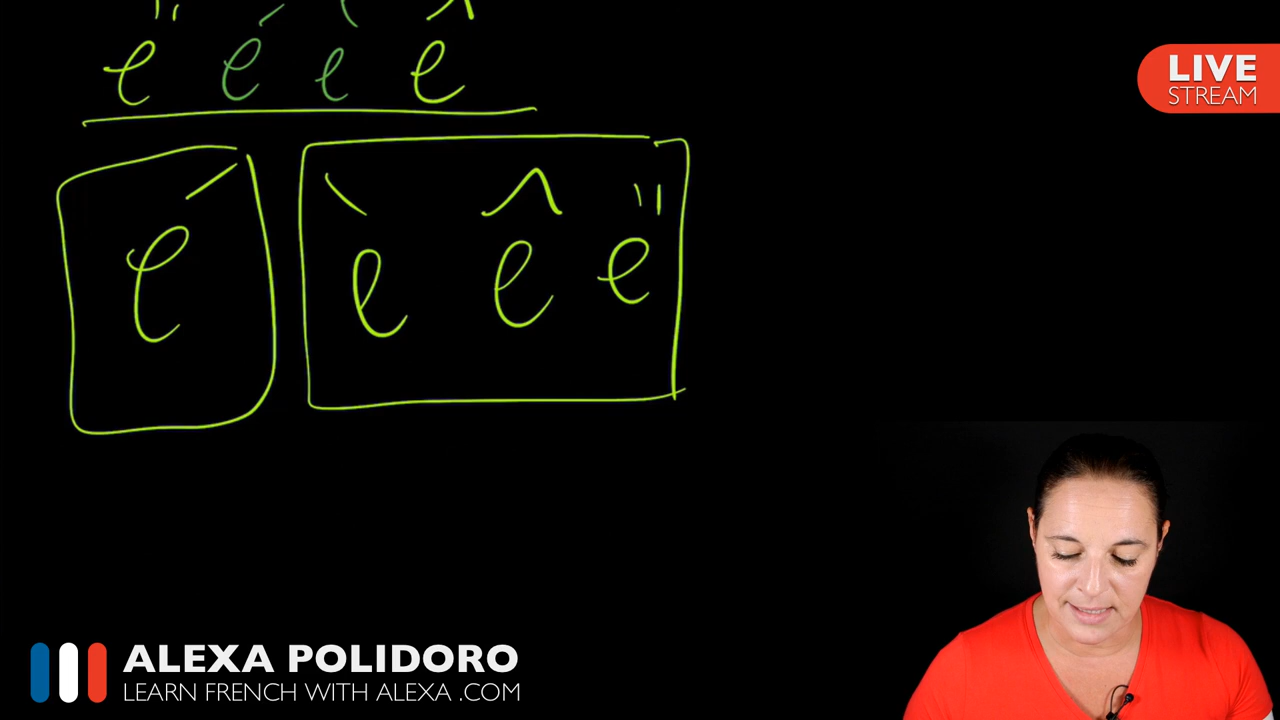 ë é è ê
LIVE
STREAM
é è ê ë
ALEXA POLIDORO
LEARN FRENCH WITH ALEXA .COM